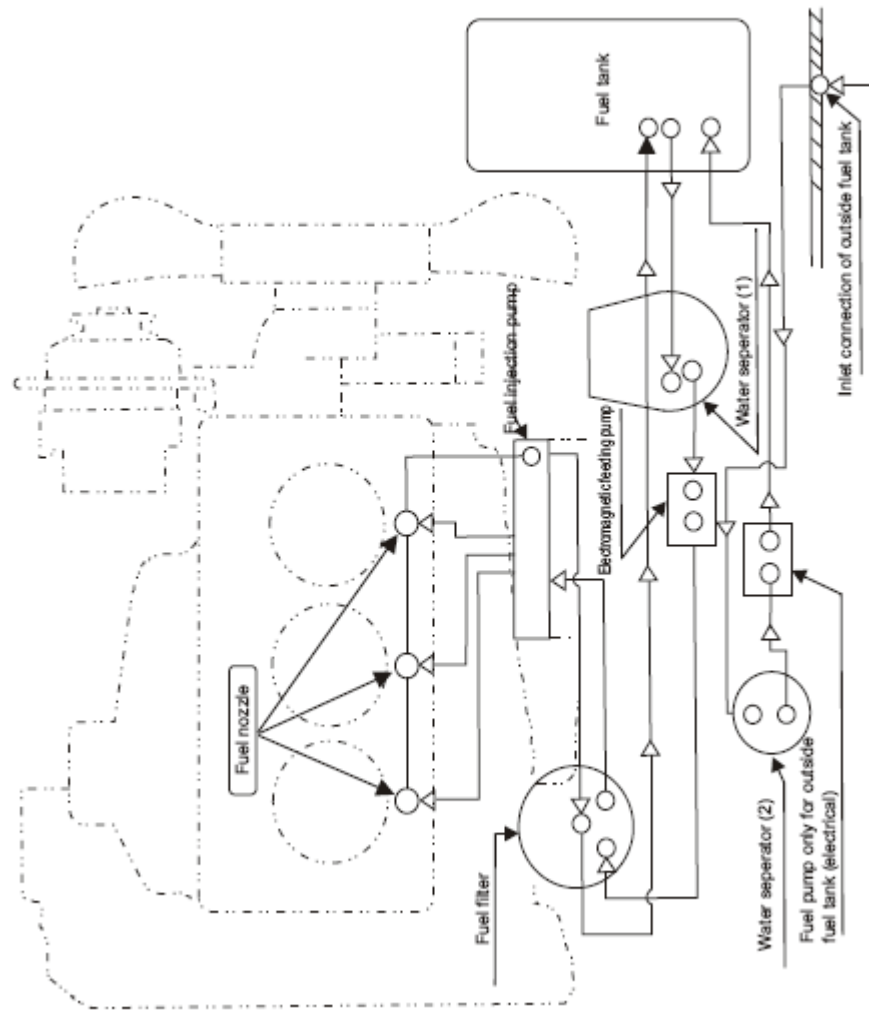 Fuel tank
Fuel injection pump
Fuel nozzle
Electromagnetic feeding pump
Water seperator (1)
Inlet connection of outside fuel tank
Fuel filter
Water seperator (2)
Fuel pump only for outside
fuel tank (electrical)